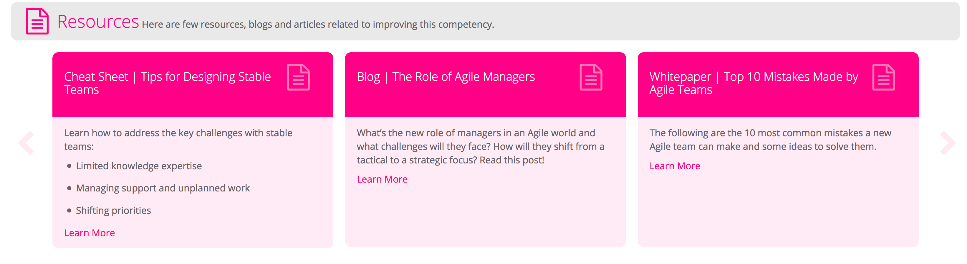 Resources Here are few resources, blogs and articles related to improving this competency.
Cheat Sheet | Tips for Designing Stable
Teams
Learn how to address the key challenges with stable
teams:
• Limited knowledge expertise
• Managing support and unplanned work
• Shifting priorities
Learn More
Blog | The Role of Agile Managers
What's the new role of managers in an Agile world and
what challenges will they face? How will they shift from a
tactical to a strategic focus? Read this post!
Learn More
Whitepaper | Top 10 Mistakes Made by
Agile Teams
The following are the 10 most common mistakes a new
Agile team can make and some ideas to solve them.
Learn More